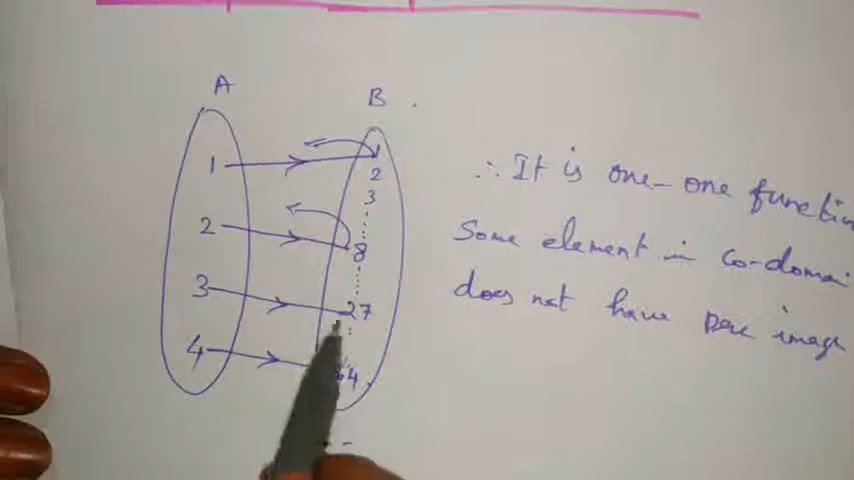 A
B
1
1
2
3
2
8
3
27
4
64
∴ It is one-one function
Some element in co-domain
does not have pre image